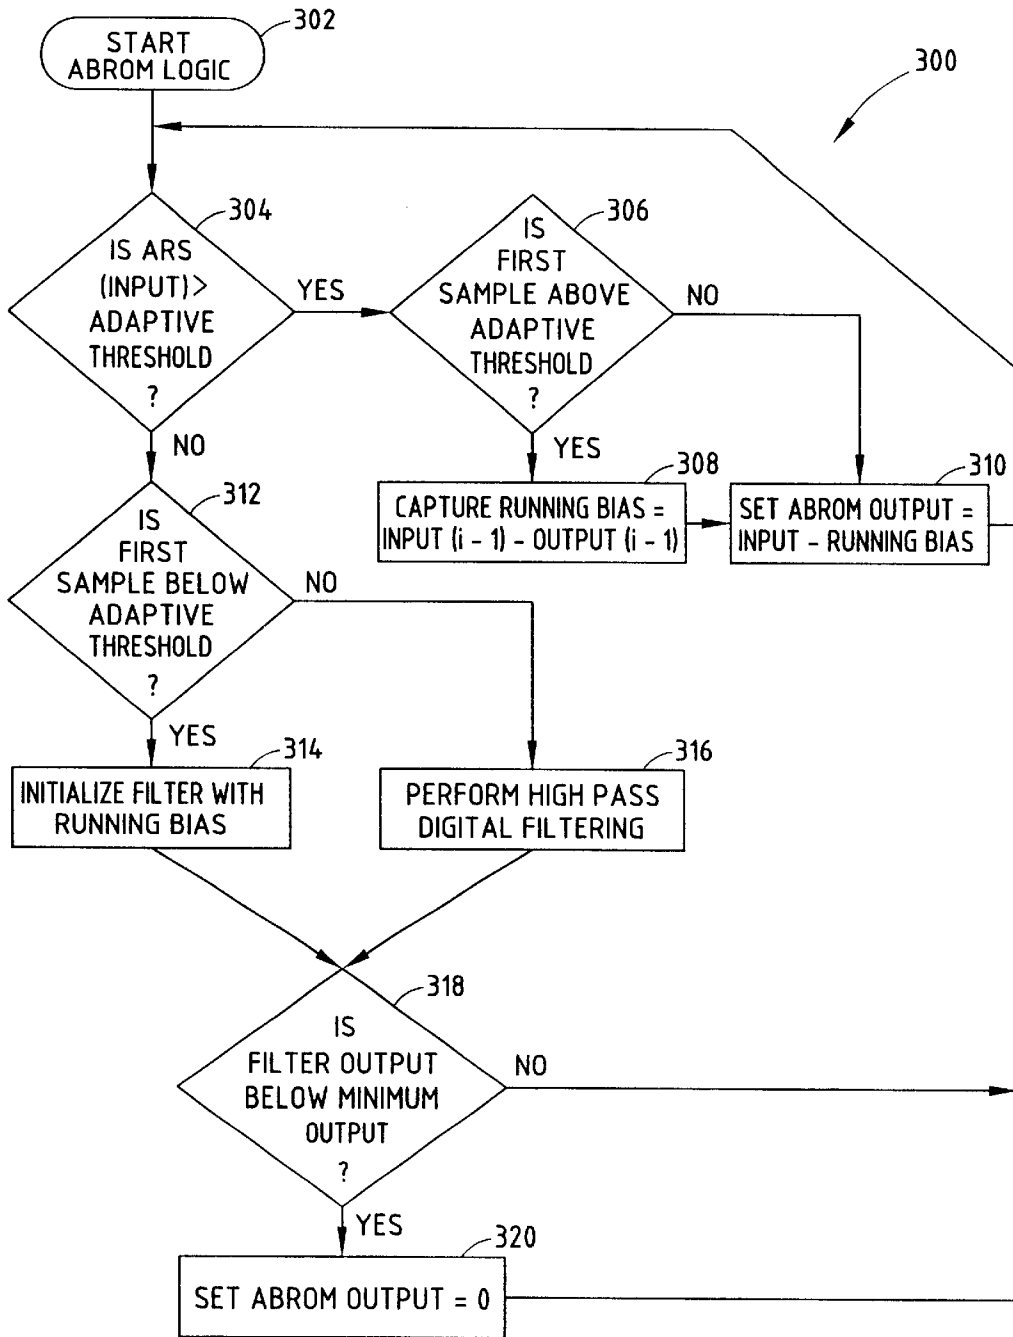 START
ABROM LOGIC
302
300
IS ARS
(INPUT)>
ADAPTIVE
THRESHOLD
?
304
YES
NO
IS
FIRST
SAMPLE ABOVE
ADAPTIVE
THRESHOLD
?
306
NO
YES
CAPTURE RUNNING BIAS =
INPUT (i - 1) - OUTPUT (i - 1)
308
SET ABROM OUTPUT =
INPUT - RUNNING BIAS
310
IS
FIRST
SAMPLE BELOW
ADAPTIVE
THRESHOLD
?
312
NO
YES
INITIALIZE FILTER WITH
RUNNING BIAS
314
PERFORM HIGH PASS
DIGITAL FILTERING
316
IS
FILTER OUTPUT
BELOW MINIMUM
OUTPUT
?
318
NO
YES
SET ABROM OUTPUT = 0
320